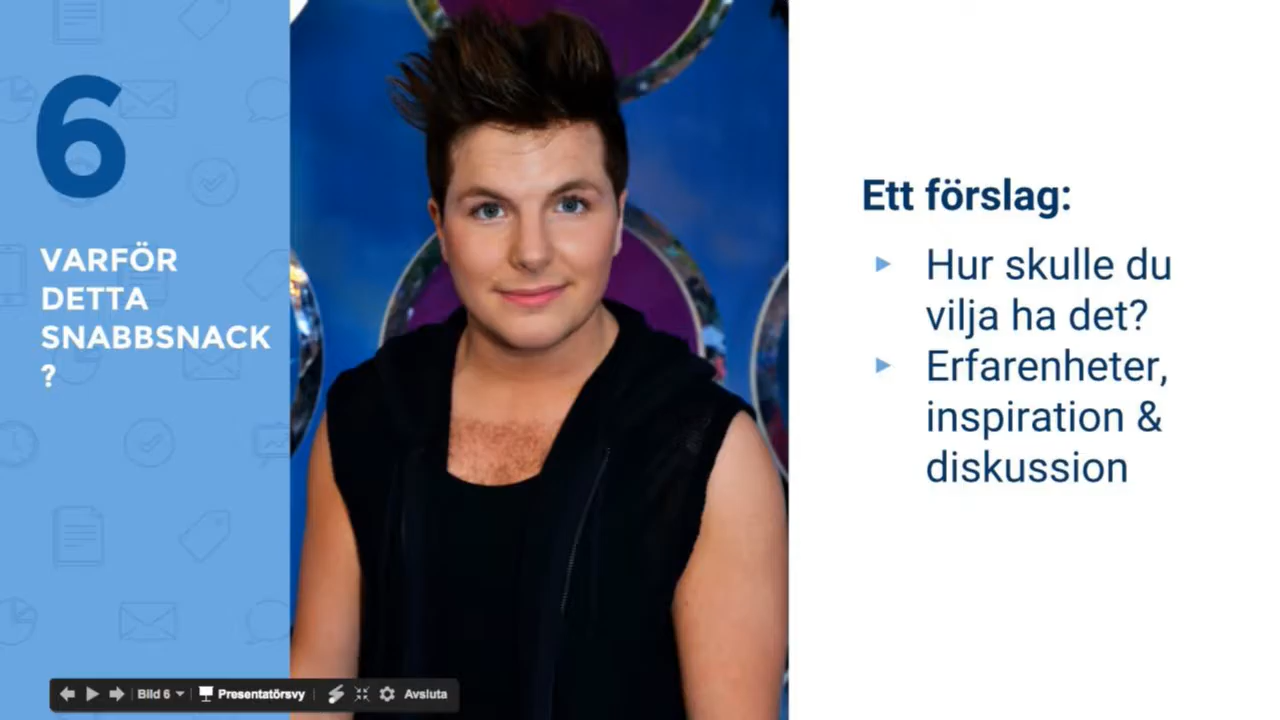 6
VARFÖR
DETTA
SNABBSNACK
?
Ett förslag:
Hur skulle du
vilja ha det?
Erfarenheter,
inspiration &
diskussion
Bild 6
Presentatörsvy
Avsluta